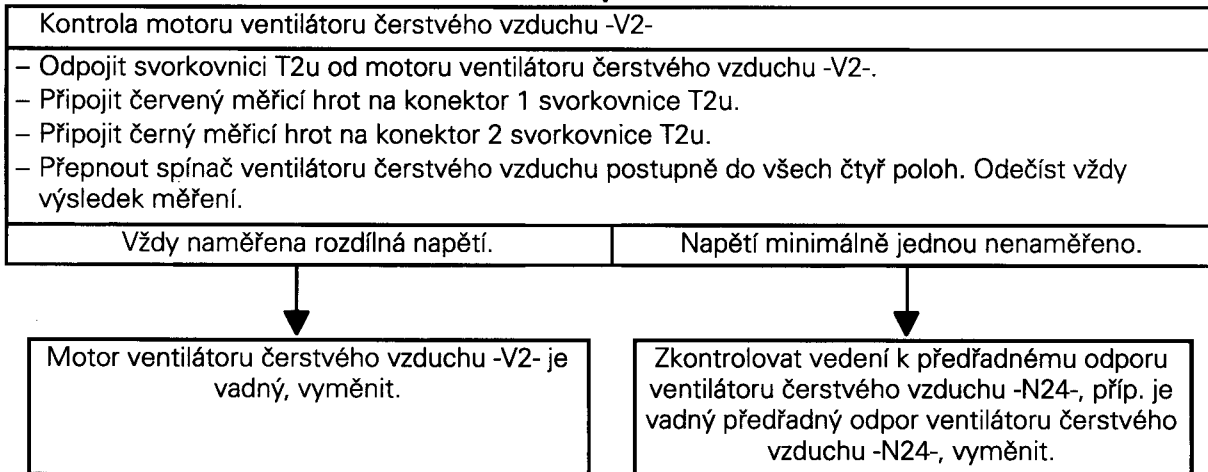 Kontrola motoru ventilátoru čerstvého vzduchu -V2-
– Odpojit svorkovnici T2u od motoru ventilátoru čerstvého vzduchu -V2-.
– Připojit červený měřicí hrot na konektor 1 svorkovnice T2u.
– Připojit černý měřicí hrot na konektor 2 svorkovnice T2u.
– Přepnout spínač ventilátoru čerstvého vzduchu postupně do všech čtyř poloh. Odečíst vždy
výsledek měření.
Vždy naměřena rozdílná napětí.
Napětí minimálně jednou nenaměřeno.
Motor ventilátoru čerstvého vzduchu -V2- je
vadný, vyměnit.
Zkontrolovat vedení k předřadnému odporu
ventilátoru čerstvého vzduchu -N24-, příp. je
vadný předřadný odpor ventilátoru čerstvého
vzduchu -N24-, vyměnit.